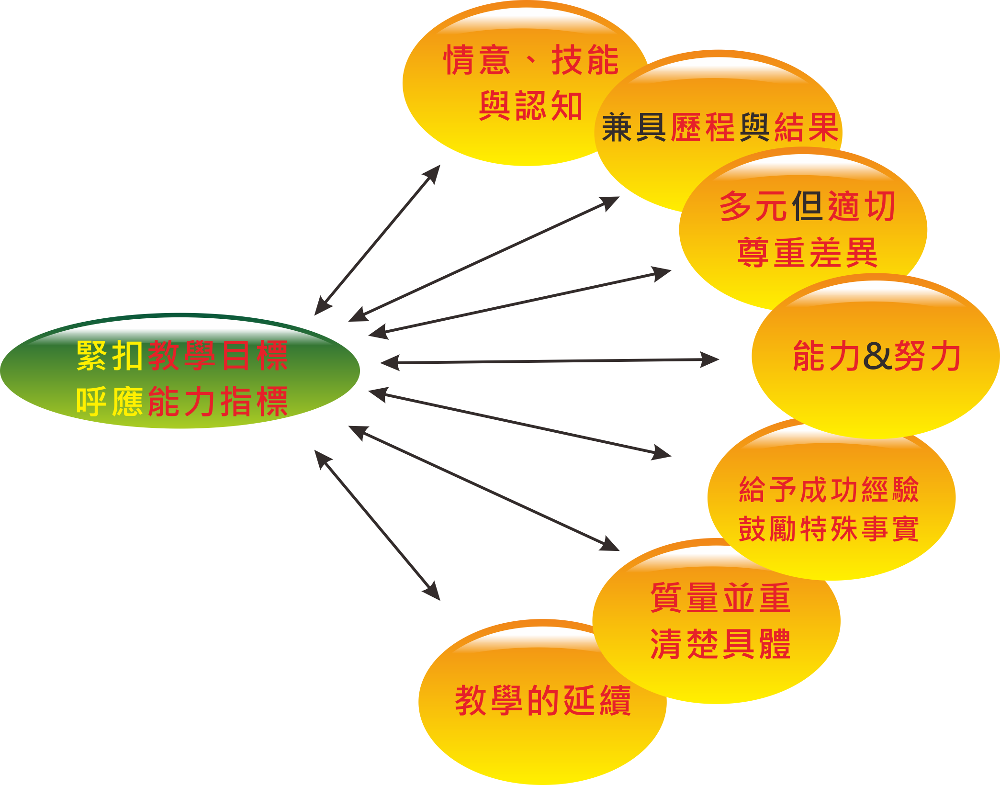 情意、技能
與認知
兼具歷程與結果
多元但適切
尊重差異
緊扣教學目標
呼應能力指標
能力&努力
給予成功經驗
鼓勵特殊事實
質量並重
清楚具體
教學的延續